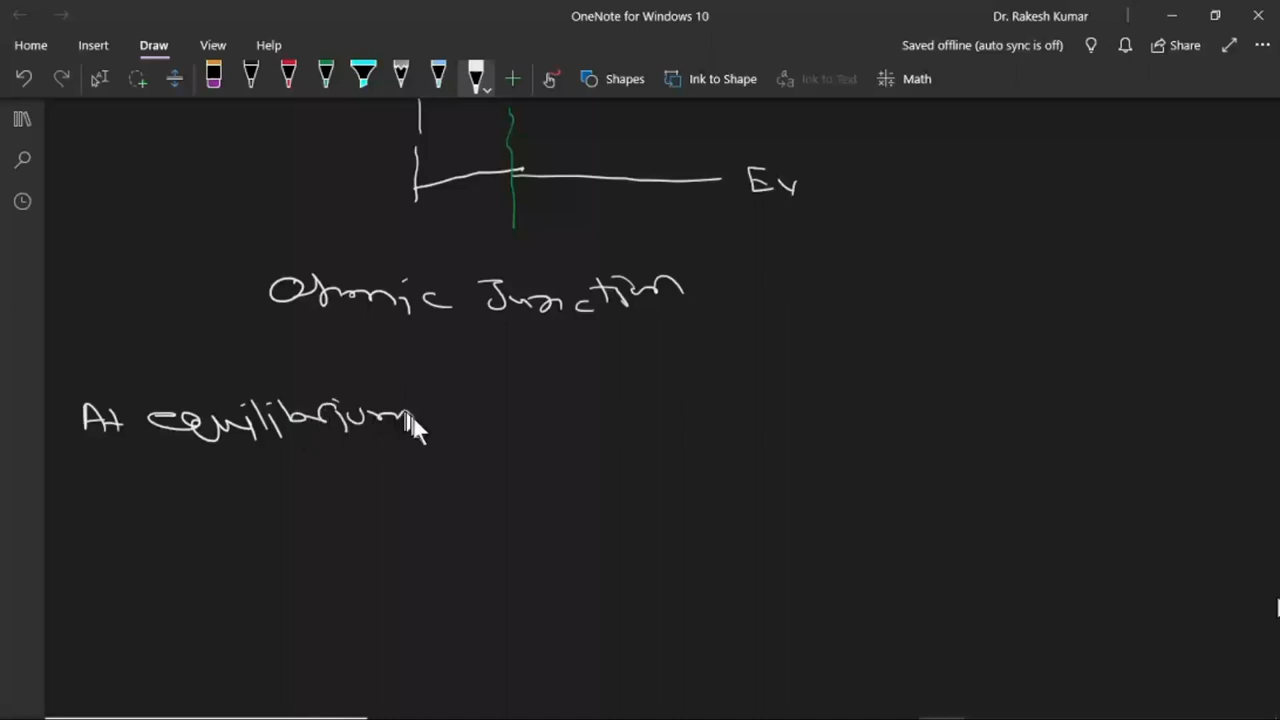 OneNote for Windows 10
Dr. Rakesh Kumar
Home Insert Draw View Help
Saved offline (auto sync is off)
Share
Shapes
Ink to Shape
Ink to Text
Math
Ev
Ohmic Junction
At equilibrium